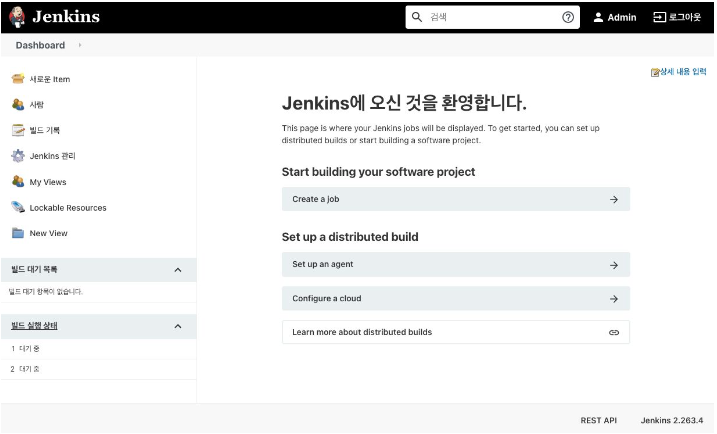 Jenkins
검색
Admin
로그아웃
Dashboard
상세 내용 입력
새로운 Item
사람
빌드 기록
Jenkins 관리
My Views
Lockable Resources
New View
빌드 대기 목록
빌드 대기 항목이 없습니다.
빌드 실행 상태
1 대기 중
2 대기 중
Jenkins에 오신 것을 환영합니다.
This page is where your Jenkins jobs will be displayed. To get started, you can set up
distributed builds or start building a software project.
Start building your software project
Create a job
Set up a distributed build
Set up an agent
Configure a cloud
Learn more about distributed builds
REST API
Jenkins 2.263.4